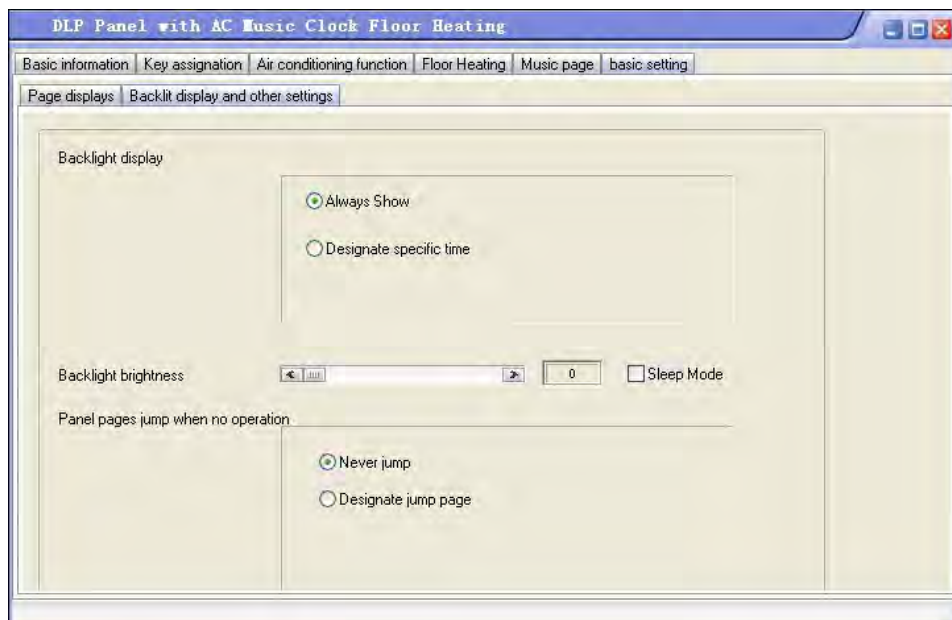 DLP Panel with AC Music Clock Floor Heating
Basic information Key assignation Air conditioning function Floor Heating Music page basic setting
Page displays Backlit display and other settings
Backlight display
Always Show
Designate specific time
Backlight brightness 0 Sleep Mode
Panel pages jump when no operation
Never jump
Designate jump page